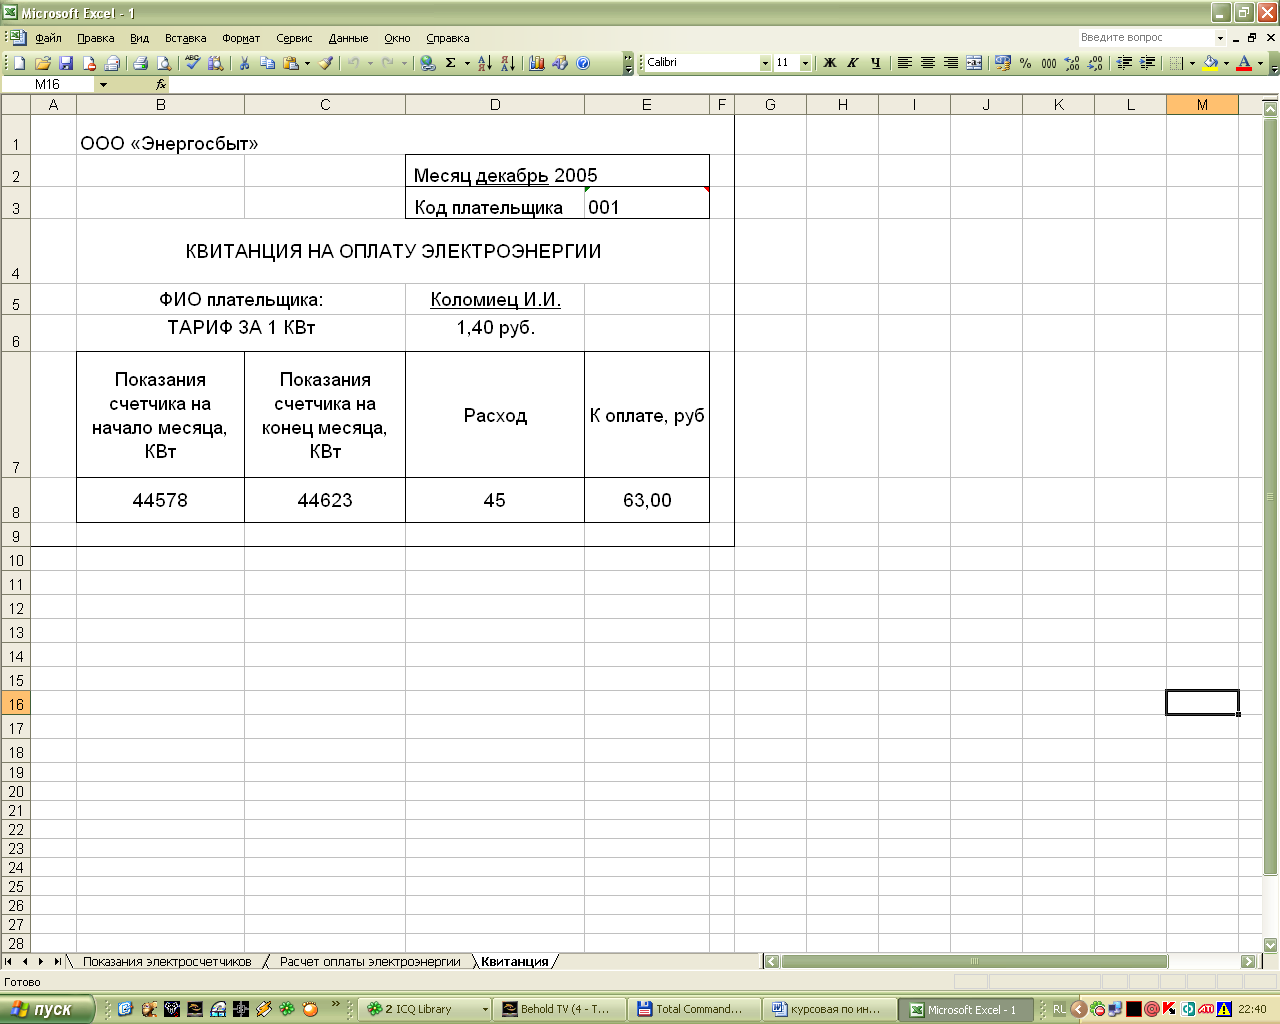 Microsoft Excel - 1
Файл Правка Вид Вставка Формат Сервис Данные Окно Справка Введите вопрос
Calibri 11 Ж К Ч % 000
M16 fx
A B C D E F G H I J K L M
1 ООО «Энергосбыт»
2 Месяц декабрь 2005
3 Код плательщика 001
4 КВИТАНЦИЯ НА ОПЛАТУ ЭЛЕКТРОЭНЕРГИИ
5 ФИО плательщика: Коломиец И.И.
6 ТАРИФ ЗА 1 КВт 1,40 руб.
7 Показания счетчика на начало месяца, КВт Показания счетчика на конец месяца, КВт Расход К оплате, руб
8 44578 44623 45 63,00
9
10
11
12
13
14
15
16
17
18
19
20
21
22
23
24
25
26
27
28
Показания электросчетчиков Расчет оплаты электроэнергии Квитанция
Готово
пуск 2 ICQ Library Behold TV (4 - Т... Total Command... курсовая по ин... Microsoft Excel - 1 RL 22:40